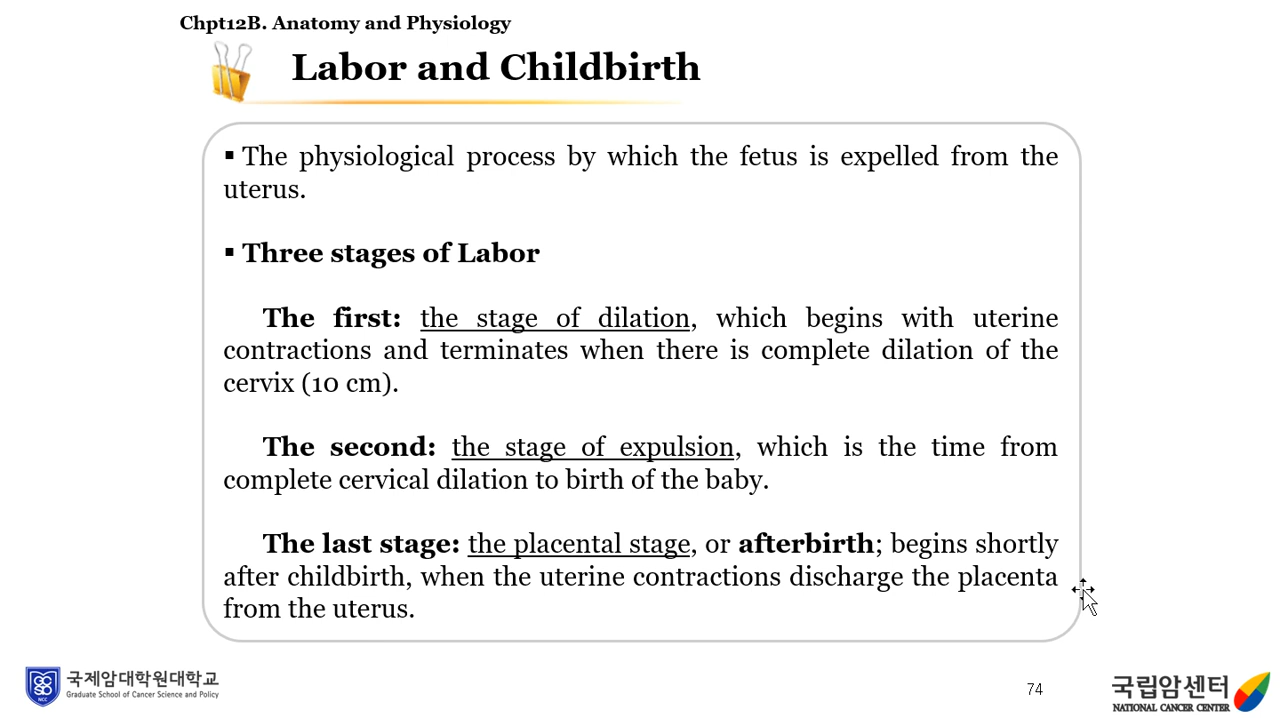 Chpt12B. Anatomy and Physiology
Labor and Childbirth
▪ The physiological process by which the fetus is expelled from the
uterus.
▪ Three stages of Labor
The first: the stage of dilation, which begins with uterine
contractions and terminates when there is complete dilation of the
cervix (10 cm).
The second: the stage of expulsion, which is the time from
complete cervical dilation to birth of the baby.
The last stage: the placental stage, or afterbirth; begins shortly
after childbirth, when the uterine contractions discharge the placenta
from the uterus.
국제암대학원대학교
Graduate School of Cancer Science and Policy
NCC
74
국립암센터
NATIONAL CANCER CENTER